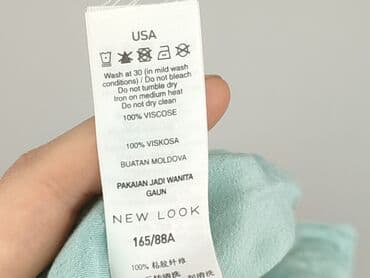 USA
Wash at 30 (in mild wash
conditions) / Do not bleach
Do not tumble dry
Iron on medium heat
Do not dry clean
100% VISCOSE
100% VISKOSA
BUATAN MOLDOVA
PAKAIAN JADI WANITA
GAUN
NEW LOOK
165/88A
100% 粘胶纤维